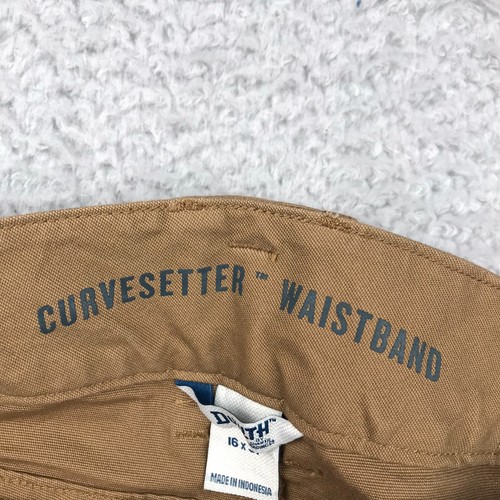 CURVESETTER™ WAISTBAND
16 X
MADE IN INDONESIA